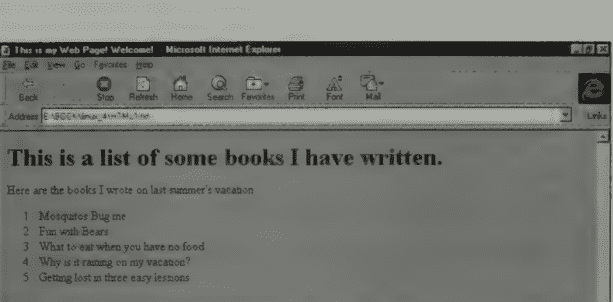 This is my Web Page! Welcome! Microsoft Internet Explorer
File Edit View Go Favorites Help
Back Stop Refresh Home Search Favorites Print Font Mail
Address
Links
This is a list of some books I have written.
Here are the books I wrote on last summer's vacation
1 Mosquitos Bug me
2 Fun with Bears
3 What to eat when you have no food
4 Why is it raining on my vacation?
5 Getting lost in three easy lessons